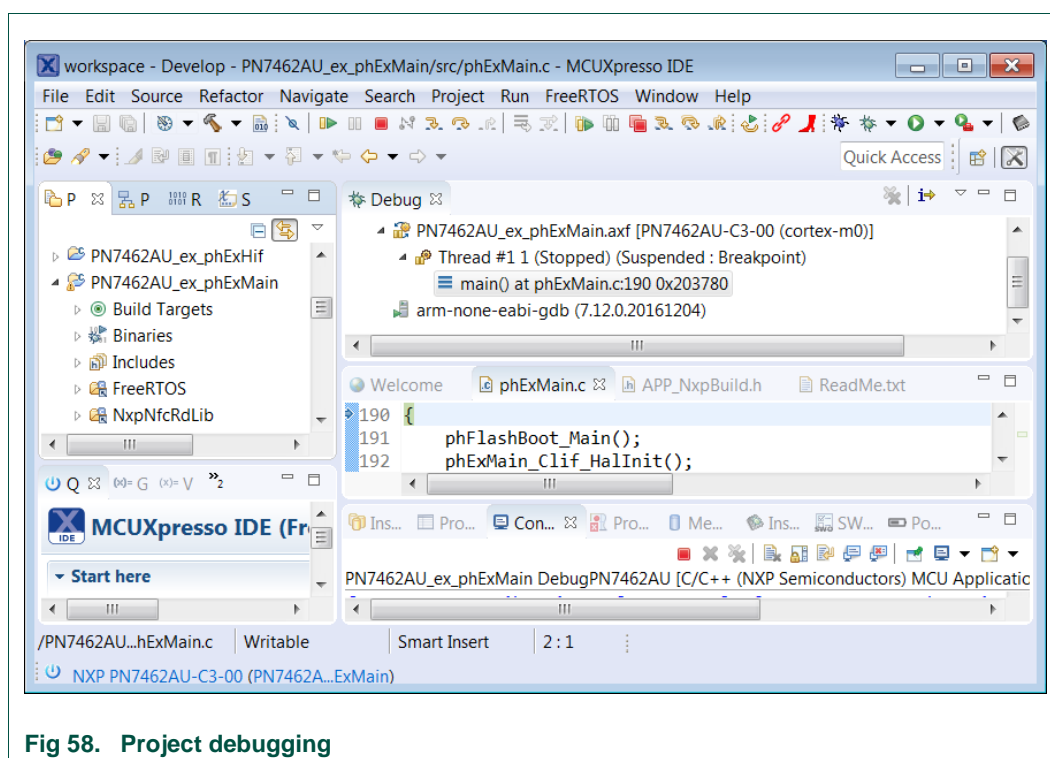 workspace - Develop - PN7462AU_ex_phExMain/src/phExMain.c - MCUXpresso IDE
File Edit Source Refactor Navigate Search Project Run FreeRTOS Window Help
Quick Access
P P R S
Debug
PN7462AU_ex_phExMain.axf [PN7462AU-C3-00 (cortex-m0)]
Thread #1 1 (Stopped) (Suspended : Breakpoint)
main() at phExMain.c:190 0x203780
arm-none-eabi-gdb (7.12.0.20161204)
PN7462AU_ex_phExHif
PN7462AU_ex_phExMain
Build Targets
Binaries
Includes
FreeRTOS
NxpNfcRdLib
Welcome phExMain.c APP_NxpBuild.h ReadMe.txt
190 {
191 phFlashBoot_Main();
192 phExMain_Clif_HalInit();
Q (x)= G (x)= V »2
IDE
MCUXpresso IDE (Fr
Start here
Ins... Pro... Con... Pro... Me... Ins... SW... Po...
PN7462AU_ex_phExMain DebugPN7462AU [C/C++ (NXP Semiconductors) MCU Applicatic
/PN7462AU...hExMain.c Writable Smart Insert 2 : 1
NXP PN7462AU-C3-00 (PN7462A...ExMain)
Fig 58. Project debugging